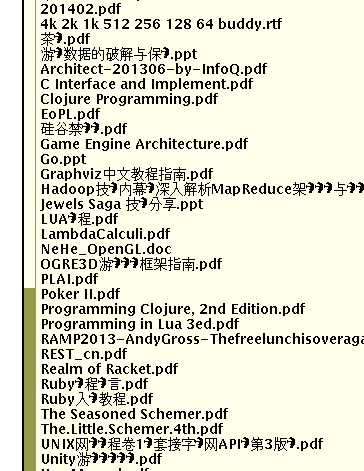 201402.pdf
4k 2k 1k 512 256 128 64 buddy.rtf
茶.pdf
游数据的破解与保.ppt
Architect-201306-by-InfoQ.pdf
C Interface and Implement.pdf
Clojure Programming.pdf
EoPL.pdf
硅谷禁.pdf
Game Engine Architecture.pdf
Go.ppt
Graphviz中文教程指南.pdf
Hadoop技内幕深入解析MapReduce架与
Jewels Saga 技分享.ppt
LUA程.pdf
LambdaCalculi.pdf
NeHe_OpenGL.doc
OGRE3D游框架指南.pdf
PLAI.pdf
Poker II.pdf
Programming Clojure, 2nd Edition.pdf
Programming in Lua 3ed.pdf
RAMP2013-AndyGross-Thefreelunchisoverag
REST_cn.pdf
Realm of Racket.pdf
Ruby程言.pdf
Ruby入教程.pdf
The Seasoned Schemer.pdf
The.Little.Schemer.4th.pdf
UNIX网程卷1套接字网API第3版.pdf
Unity游.pdf